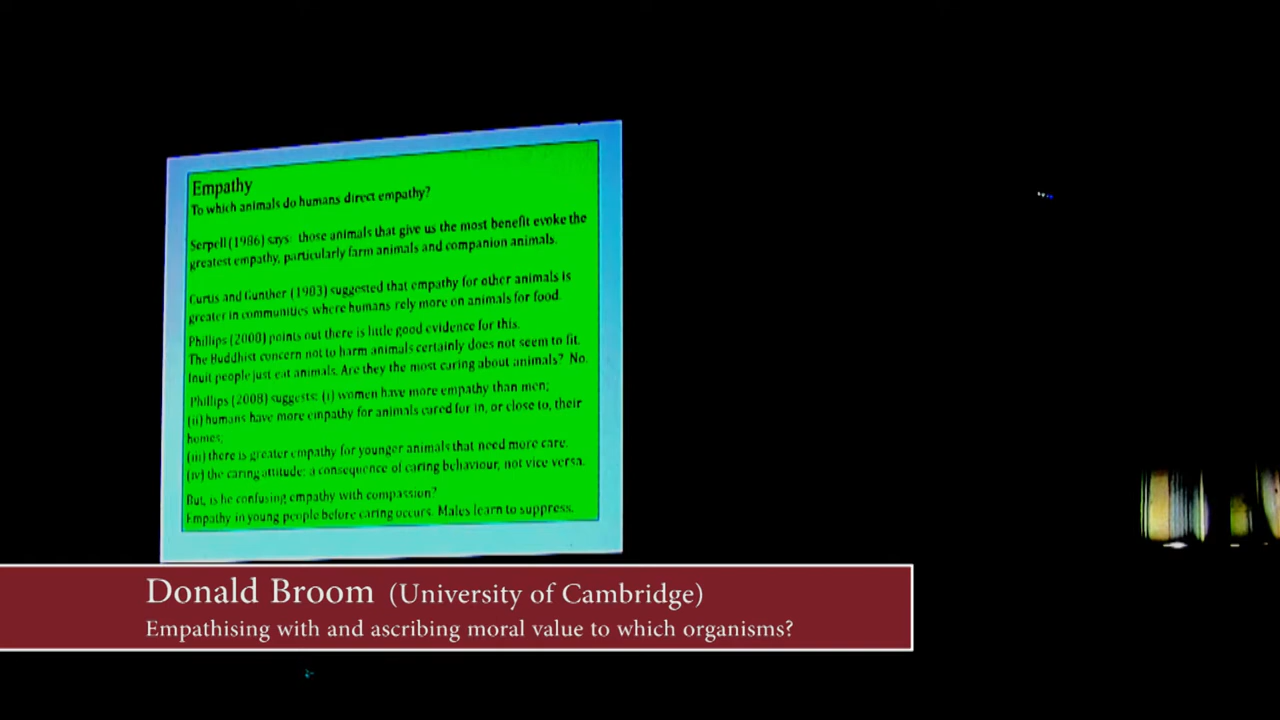 Empathy
To which animals do humans direct empathy?
Serpell (1986) says: those animals that give us the most benefit evoke the
greatest empathy, particularly farm animals and companion animals.
Curtis and Gunther (1983) suggested that empathy for other animals is
greater in communities where humans rely more on animals for food.
Phillips (2008) points out there is little good evidence for this.
The Buddhist concern not to harm animals certainly does not seem to fit.
Inuit people just eat animals. Are they the most caring about animals? No.
Phillips (2008) suggests: (i) women have more empathy than men;
(ii) humans have more empathy for animals cared for in, or close to, their
homes;
(iii) there is greater empathy for younger animals that need more care.
(iv) the caring attitude: a consequence of caring behaviour, not vice versa.
But, is he confusing empathy with compassion?
Empathy in young people before caring occurs. Males learn to suppress.
Donald Broom (University of Cambridge)
Empathising with and ascribing moral value to which organisms?